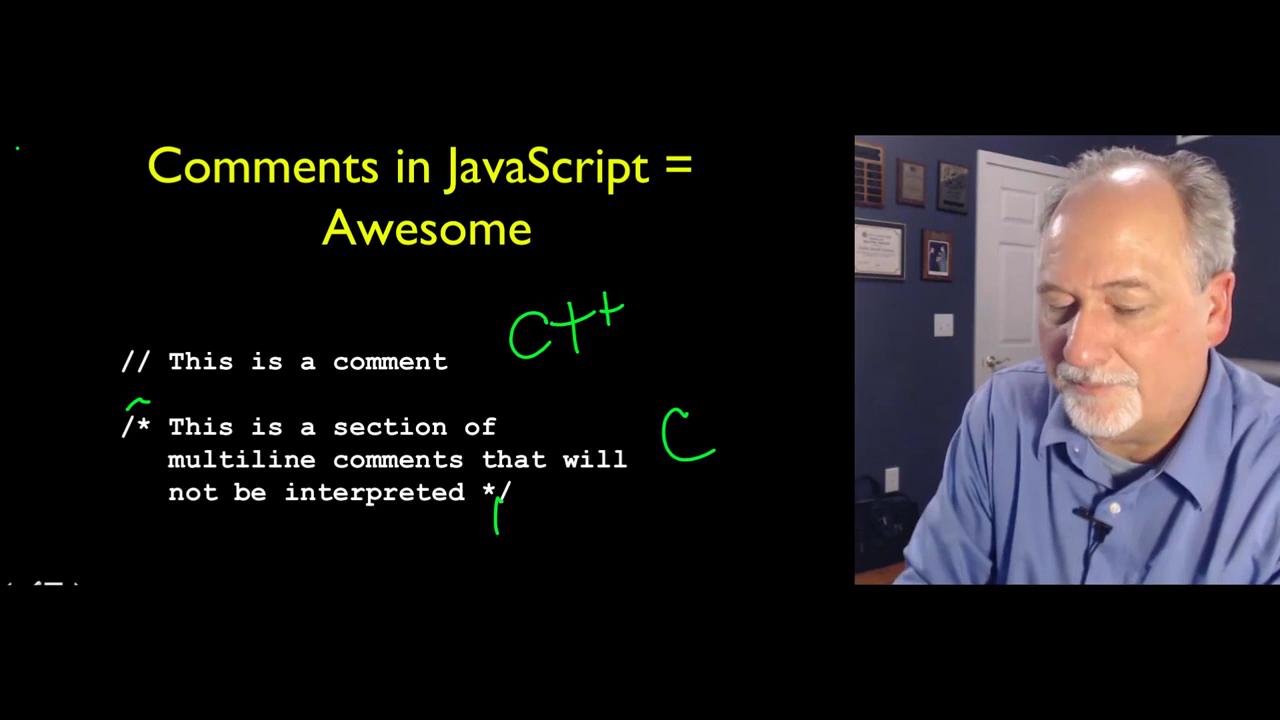 Comments in JavaScript =
Awesome
C++
// This is a comment
/* This is a section of
multiline comments that will
not be interpreted */
C